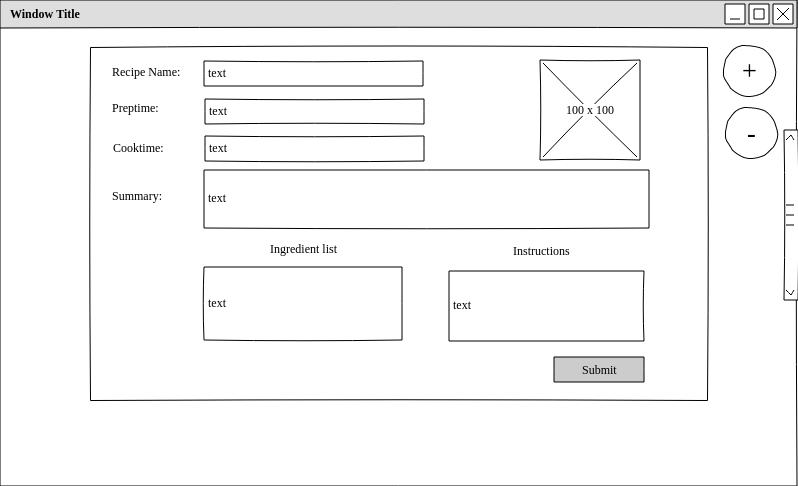 Window Title
Recipe Name: text
Preptime: text
Cooktime: text
100 x 100
+
-
Summary: text
Ingredient list
Instructions
text
text
Submit